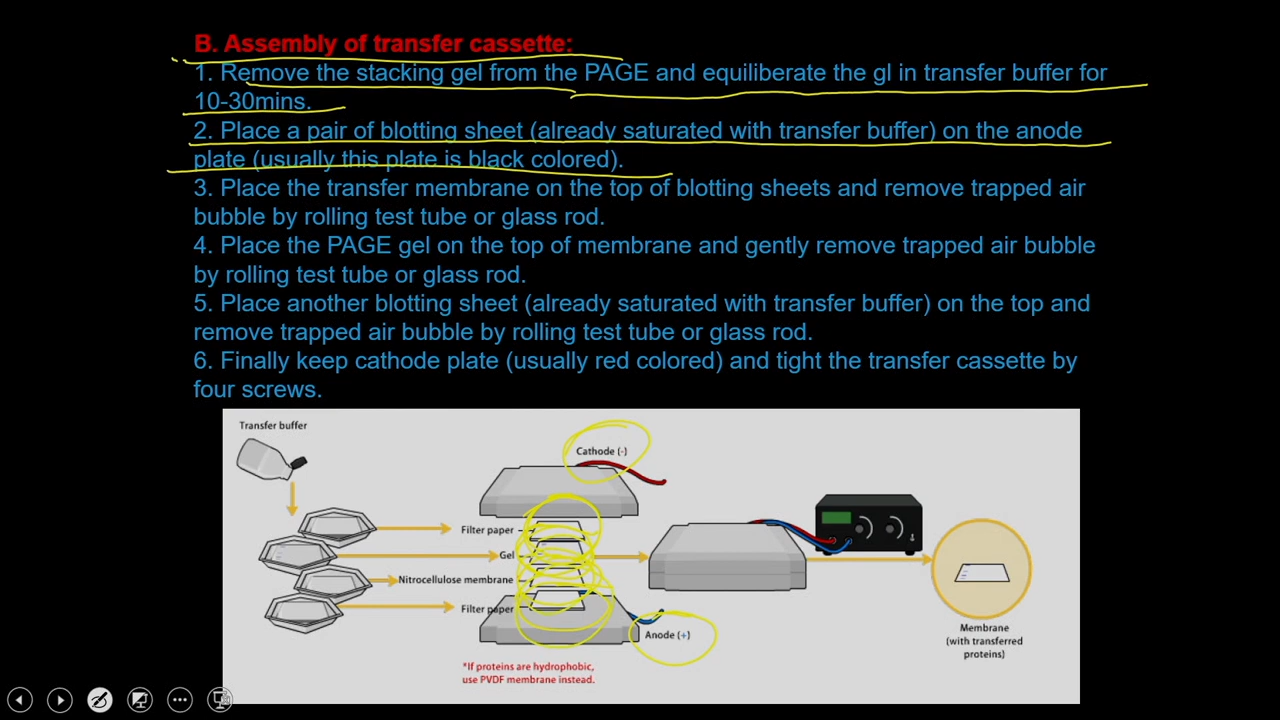 B. Assembly of transfer cassette:
1. Remove the stacking gel from the PAGE and equiliberate the gl in transfer buffer for
10-30mins.
2. Place a pair of blotting sheet (already saturated with transfer buffer) on the anode
plate (usually this plate is black colored).
3. Place the transfer membrane on the top of blotting sheets and remove trapped air
bubble by rolling test tube or glass rod.
4. Place the PAGE gel on the top of membrane and gently remove trapped air bubble
by rolling test tube or glass rod.
5. Place another blotting sheet (already saturated with transfer buffer) on the top and
remove trapped air bubble by rolling test tube or glass rod.
6. Finally keep cathode plate (usually red colored) and tight the transfer cassette by
four screws.
Transfer buffer
Cathode (-)
Filter paper
Gel
Nitrocellulose membrane
Filter paper
Anode (+)
Membrane
(with transferred
proteins)
*If proteins are hydrophobic,
use PVDF membrane instead.